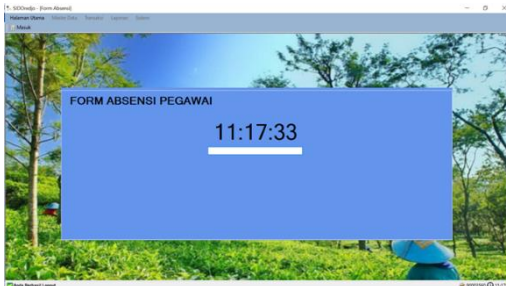 SIDOredjo - [Form Absensi]
Halaman Utama Master Data Transaksi Laporan Sistem
Masuk
FORM ABSENSI PEGAWAI
11:17:33